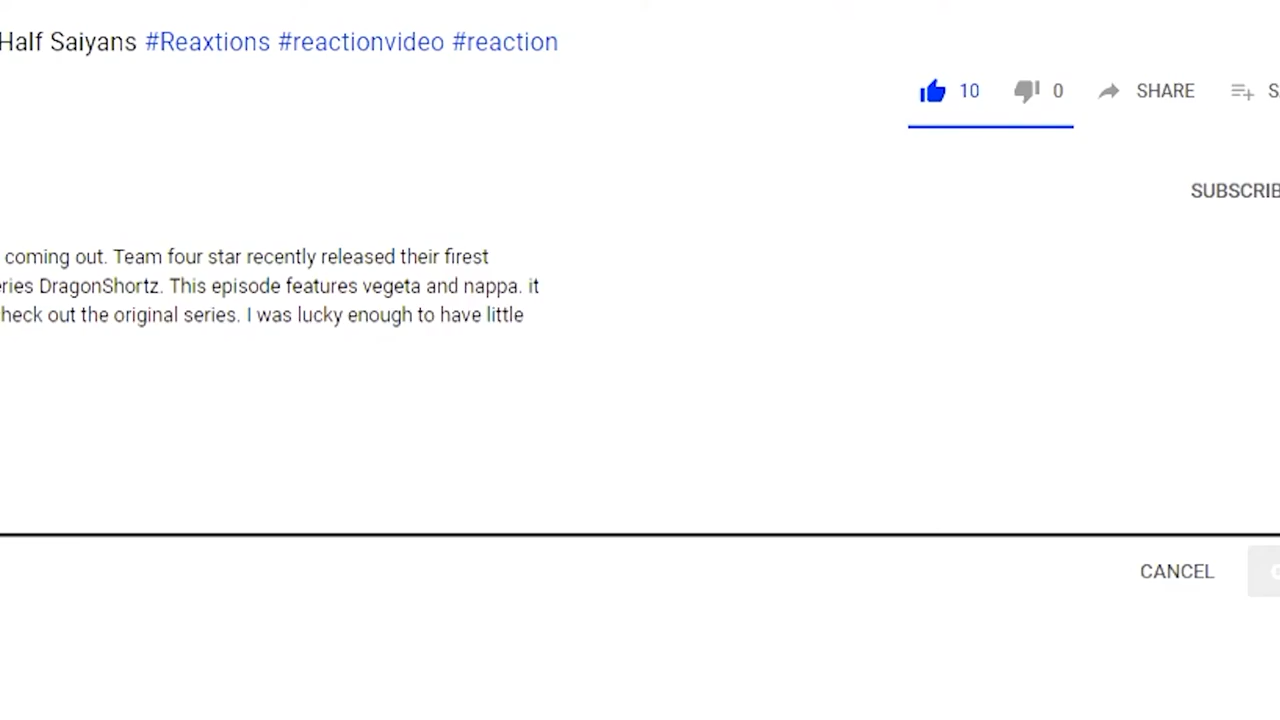 Half Saiyans #Reaxtions #reactionvideo #reaction
10 0 SHARE
SUBSCRIB
coming out. Team four star recently released their firest
eries DragonShortz. This episode features vegeta and nappa. it
heck out the original series. I was lucky enough to have little
CANCEL